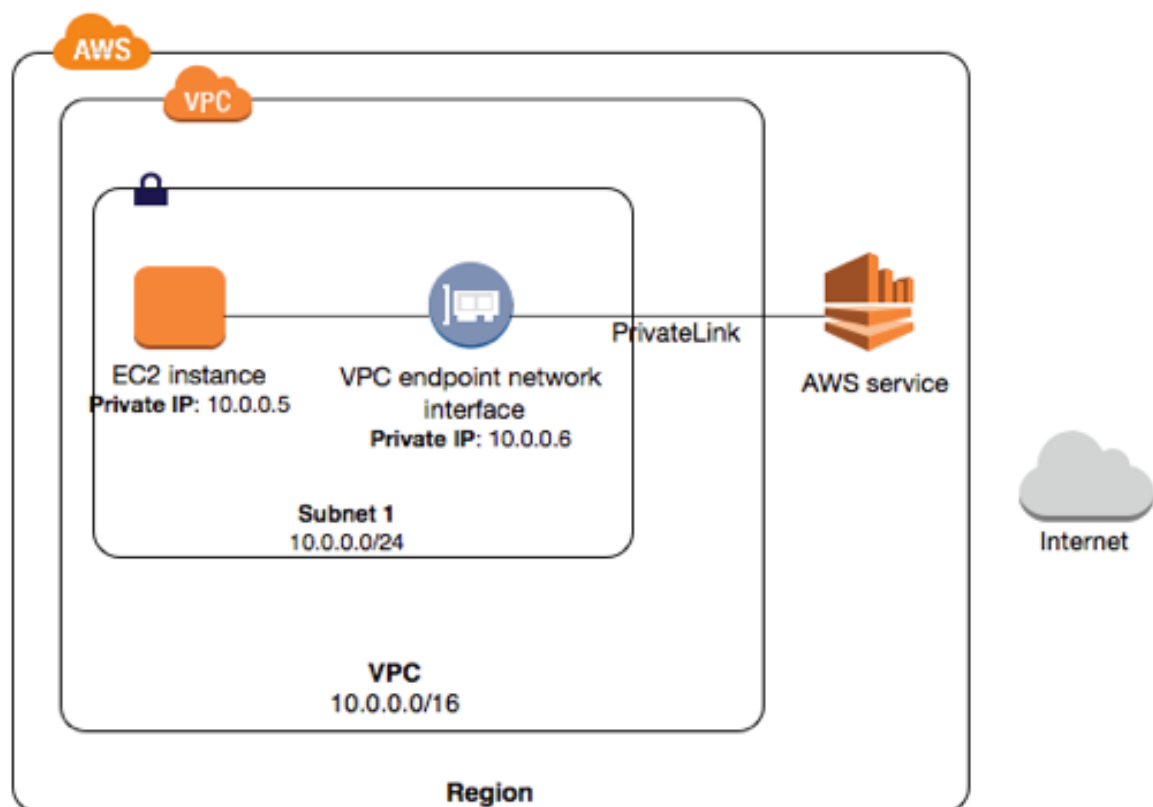 AWS
VPC
EC2 instance
Private IP: 10.0.0.5
VPC endpoint network
interface
Private IP: 10.0.0.6
PrivateLink
AWS service
Subnet 1
10.0.0.0/24
Internet
VPC
10.0.0.0/16
Region